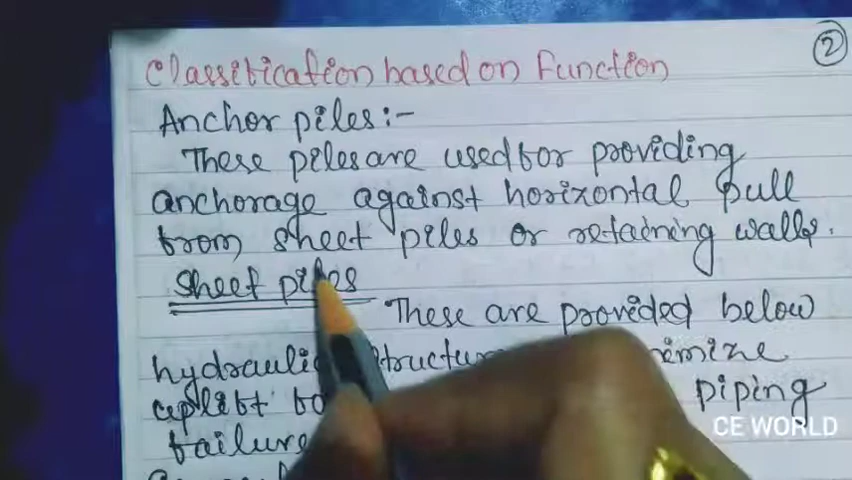 2
Classification based on Function
Anchor piles:-
These piles are used for providing
anchorage against horizontal pull
from sheet piles or retaining walls.
Sheet piles
These are provided below
hydraulic
uplift piping
failure
CE WORLD